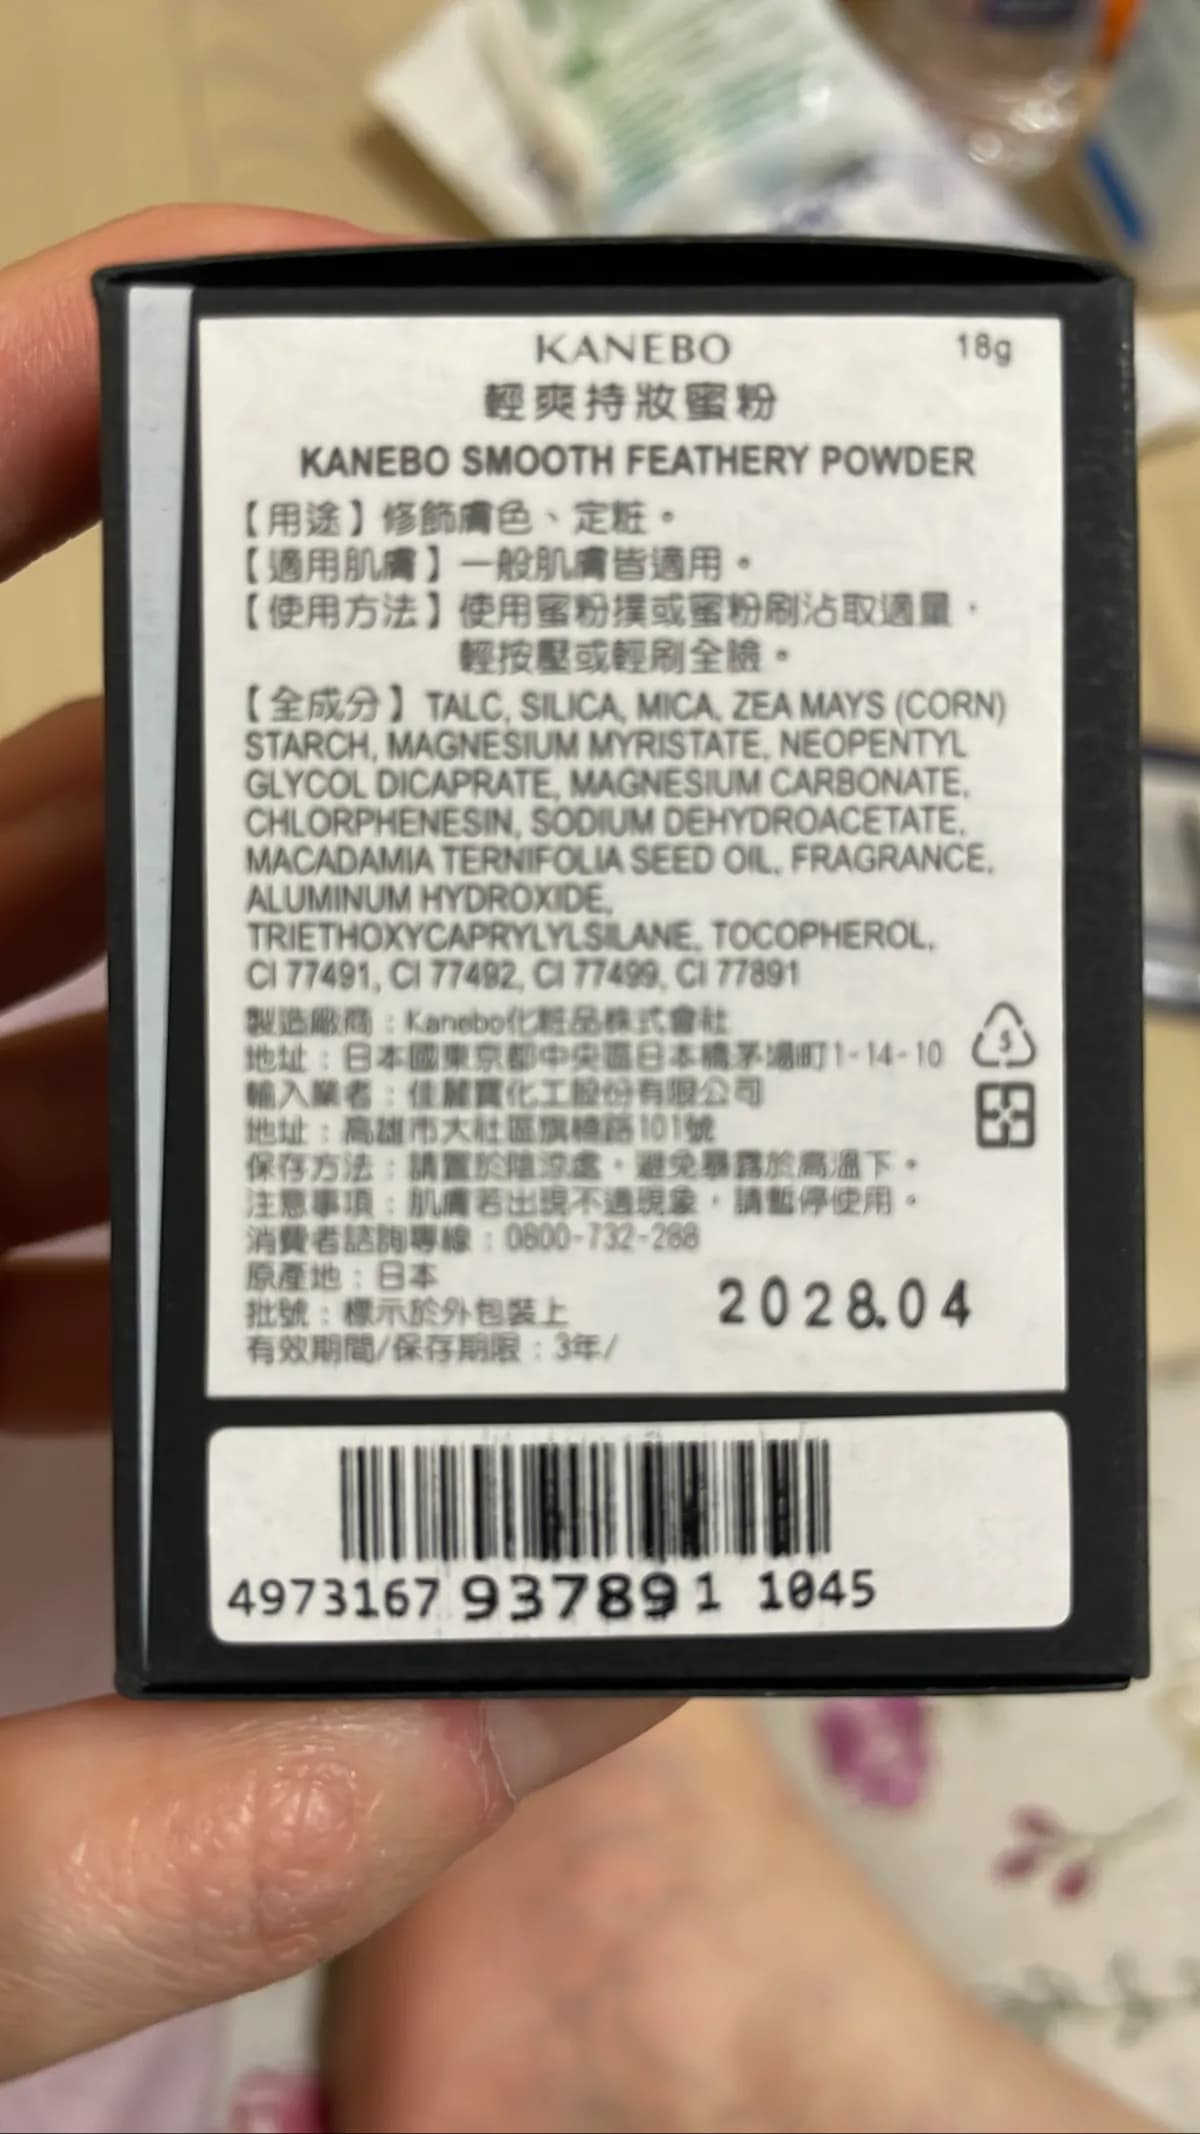 KANEBO 18g
輕爽持妝蜜粉
KANEBO SMOOTH FEATHERY POWDER
【用途】修飾膚色、定粧。
【適用肌膚】一般肌膚皆適用。
【使用方法】使用蜜粉撲或蜜粉刷沾取適量,
輕按壓或輕刷全臉。
【全成分】TALC, SILICA, MICA, ZEA MAYS (CORN)
STARCH, MAGNESIUM MYRISTATE, NEOPENTYL
GLYCOL DICAPRATE, MAGNESIUM CARBONATE,
CHLORPHENESIN, SODIUM DEHYDROACETATE,
MACADAMIA TERNIFOLIA SEED OIL, FRAGRANCE,
ALUMINUM HYDROXIDE,
TRIETHOXYCAPRYLYLSILANE, TOCOPHEROL,
CI 77491, CI 77492, CI 77499, CI 77891
製造廠商:Kanebo化粧品株式會社
地址:日本國東京都中央區日本橋茅場町1-14-10
輸入業者:佳麗寶化工股份有限公司
地址:高雄市大社區旗楠路101號
保存方法:請置於陰涼處,避免暴露於高溫下。
注意事項:肌膚若出現不適現象,請暫停使用。
消費者諮詢專線:0800-732-288
原產地:日本
批號:標示於外包裝上
有效期間/保存期限:3年/
2028.04
5
4973167 937891 1045